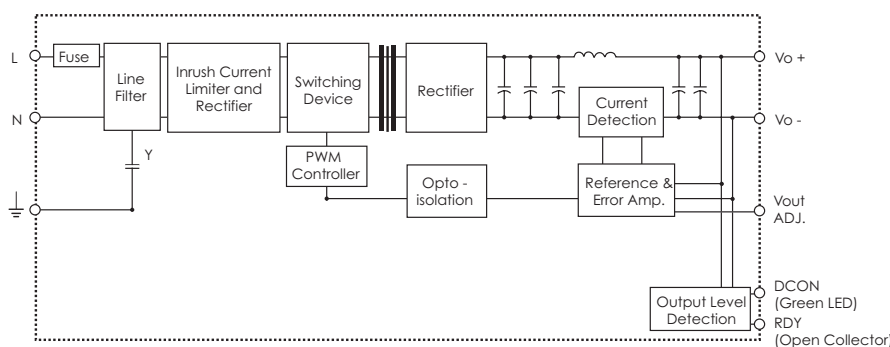 L
Fuse
Line
Filter
Inrush Current
Limiter and
Rectifier
Switching
Device
Rectifier
Current
Detection
Vo +
N
Vo -
Y
PWM
Controller
Opto -
isolation
Reference &
Error Amp.
Vout
ADJ.
Output Level
Detection
DCON
(Green LED)
RDY
(Open Collector)